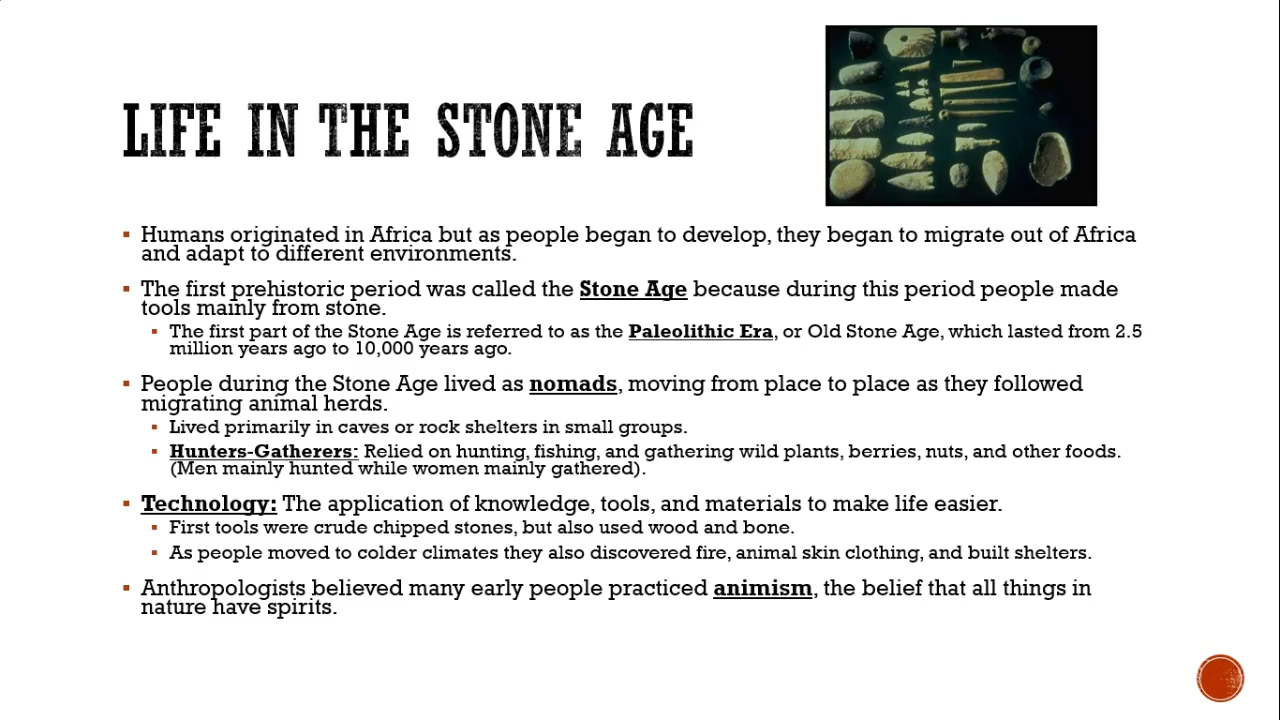 LIFE IN THE STONE AGE
▪ Humans originated in Africa but as people began to develop, they began to migrate out of Africa
and adapt to different environments.
▪ The first prehistoric period was called the Stone Age because during this period people made
tools mainly from stone.
▪ The first part of the Stone Age is referred to as the Paleolithic Era, or Old Stone Age, which lasted from 2.5
million years ago to 10,000 years ago.
▪ People during the Stone Age lived as nomads, moving from place to place as they followed
migrating animal herds.
▪ Lived primarily in caves or rock shelters in small groups.
▪ Hunters-Gatherers: Relied on hunting, fishing, and gathering wild plants, berries, nuts, and other foods.
(Men mainly hunted while women mainly gathered).
▪ Technology: The application of knowledge, tools, and materials to make life easier.
▪ First tools were crude chipped stones, but also used wood and bone.
▪ As people moved to colder climates they also discovered fire, animal skin clothing, and built shelters.
▪ Anthropologists believed many early people practiced animism, the belief that all things in
nature have spirits.